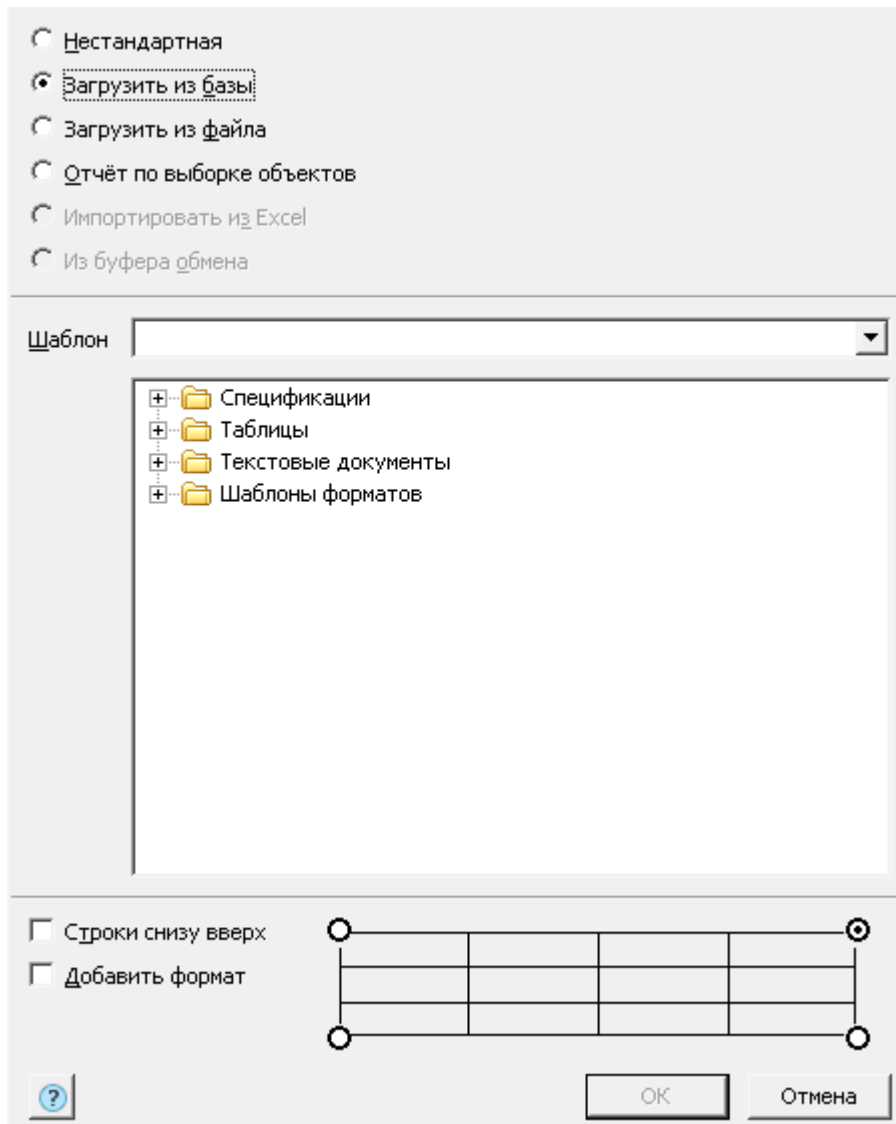 Нестандартная
Загрузить из базы
Загрузить из файла
Отчёт по выборке объектов
Импортировать из Excel
Из буфера обмена
Шаблон
Спецификации
Таблицы
Текстовые документы
Шаблоны форматов
Строки снизу вверх
Добавить формат
?
ОК
Отмена